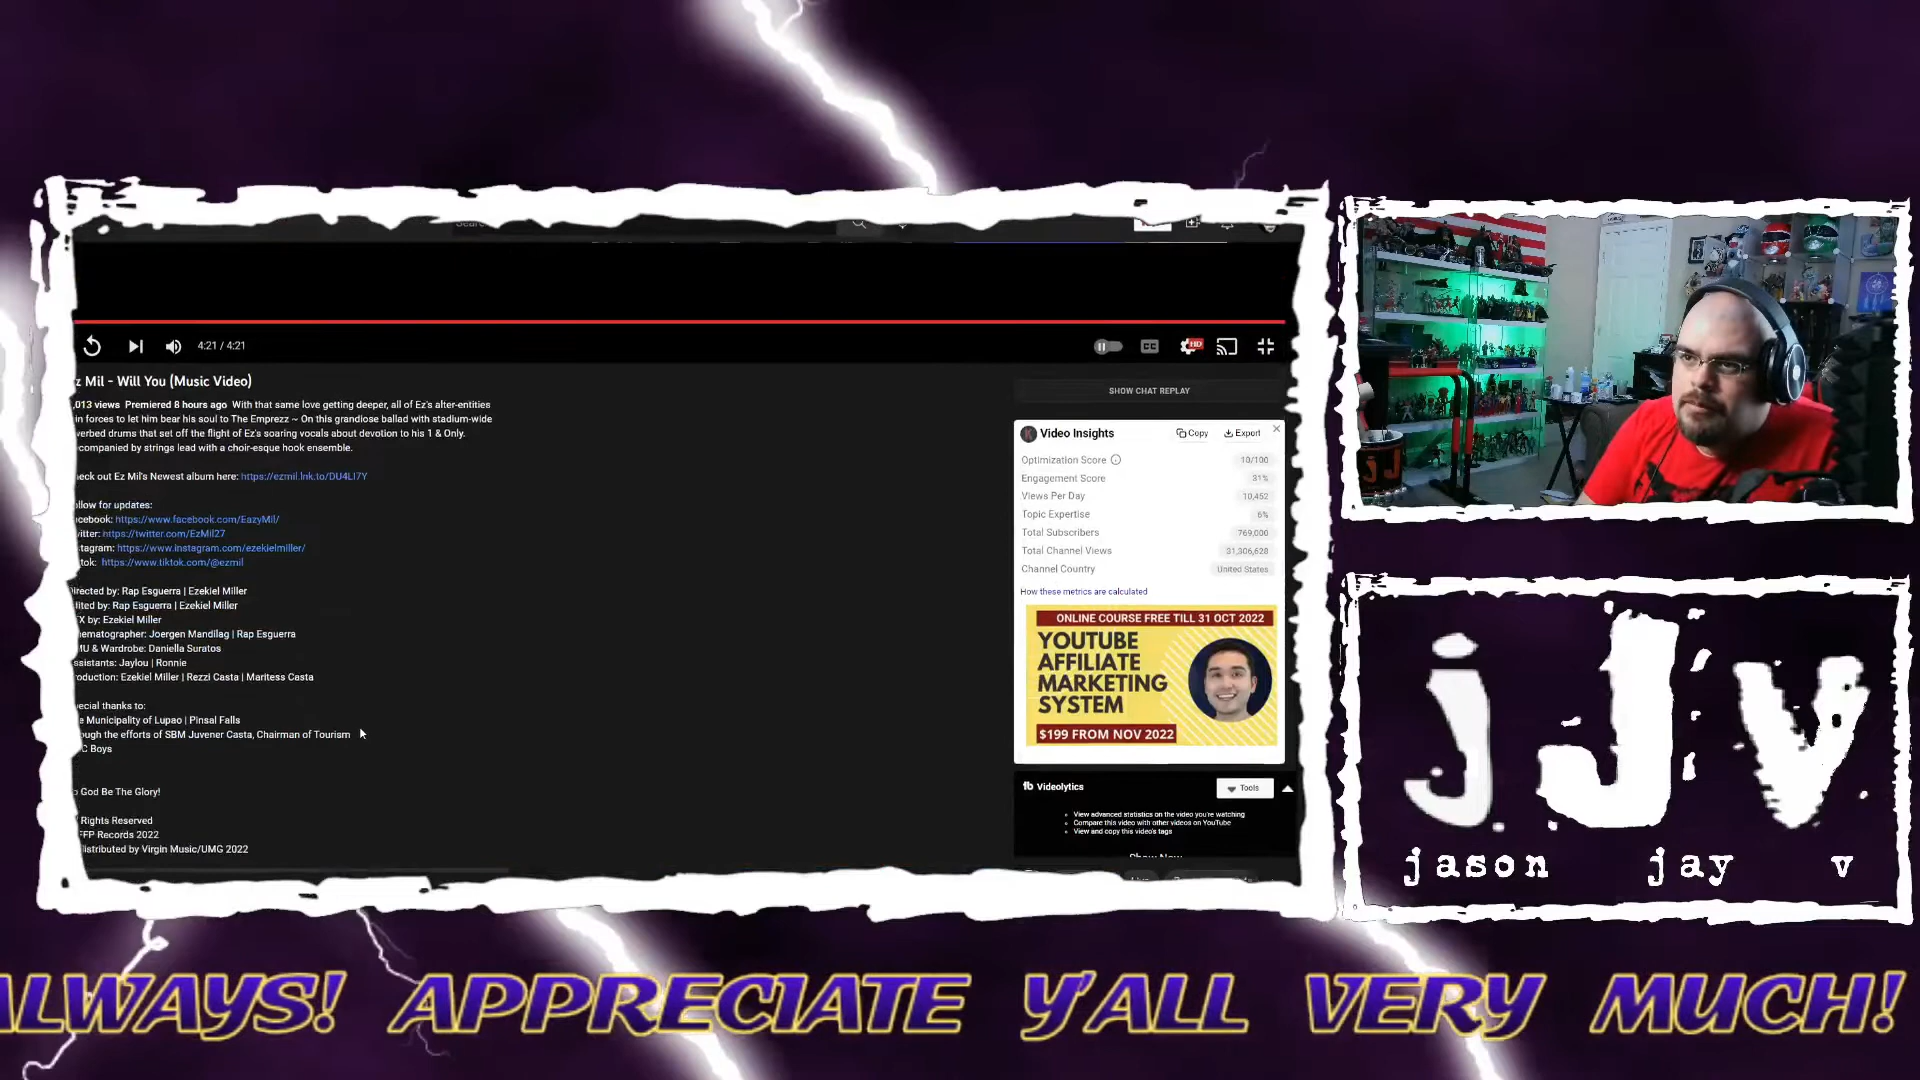 4:21 / 4:21
CC
HD
z Mil - Will You (Music Video)
,013 views Premiered 8 hours ago With that same love getting deeper, all of Ez's alter-entities
in forces to let him bear his soul to The Emprezz ~ On this grandiose ballad with stadium-wide
verbed drums that set off the flight of Ez's soaring vocals about devotion to his 1 & Only.
companied by strings lead with a choir-esque hook ensemble.
eck out Ez Mil's Newest album here: https://ezmil.lnk.to/DU4LI7Y
llow for updates:
cebook: https://www.facebook.com/EazyMil/
vitter: https://twitter.com/EzMil27
stagram: https://www.instagram.com/ezekielmiller/
tok: https://www.tiktok.com/@ezmil
irected by: Rap Esguerra | Ezekiel Miller
lited by: Rap Esguerra | Ezekiel Miller
X by: Ezekiel Miller
nematographer: Joergen Mandilag | Rap Esguerra
MU & Wardrobe: Daniella Suratos
ssistants: Jaylou | Ronnie
roduction: Ezekiel Miller | Rezzi Casta | Maritess Casta
ecial thanks to:
e Municipality of Lupao | Pinsal Falls
ough the efforts of SBM Juvener Casta, Chairman of Tourism
C Boys
o God Be The Glory!
l Rights Reserved
FFP Records 2022
istributed by Virgin Music/UMG 2022
SHOW CHAT REPLAY
Video Insights
Copy
Export
Optimization Score 10/100
Engagement Score 31%
Views Per Day 10,452
Topic Expertise 6%
Total Subscribers 769,000
Total Channel Views 31,306,628
Channel Country United States
How these metrics are calculated
ONLINE COURSE FREE TILL 31 OCT 2022
YOUTUBE
AFFILIATE
MARKETING
SYSTEM
$199 FROM NOV 2022
tb Videolytics
Tools
View advanced statistics on the video you're watching
Compare this video with other videos on YouTube
View and copy this video's tags
Show Now
jJv
jason jay v
ALWAYS! APPRECIATE Y'ALL VERY MUCH!